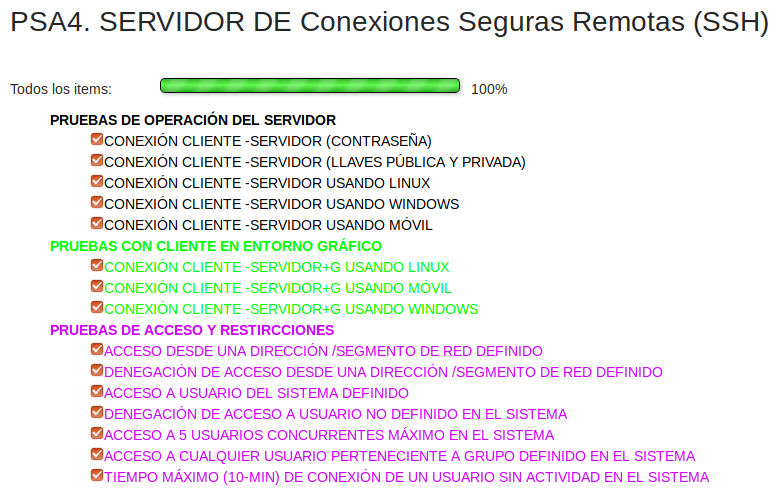 PSA4. SERVIDOR DE Conexiones Seguras Remotas (SSH)
Todos los items: 100%
PRUEBAS DE OPERACIÓN DEL SERVIDOR
CONEXIÓN CLIENTE -SERVIDOR (CONTRASEÑA)
CONEXIÓN CLIENTE -SERVIDOR (LLAVES PÚBLICA Y PRIVADA)
CONEXIÓN CLIENTE -SERVIDOR USANDO LINUX
CONEXIÓN CLIENTE -SERVIDOR USANDO WINDOWS
CONEXIÓN CLIENTE -SERVIDOR USANDO MÓVIL
PRUEBAS CON CLIENTE EN ENTORNO GRÁFICO
CONEXIÓN CLIENTE -SERVIDOR+G USANDO LINUX
CONEXIÓN CLIENTE -SERVIDOR+G USANDO MÓVIL
CONEXIÓN CLIENTE -SERVIDOR+G USANDO WINDOWS
PRUEBAS DE ACCESO Y RESTIRCCIONES
ACCESO DESDE UNA DIRECCIÓN /SEGMENTO DE RED DEFINIDO
DENEGACIÓN DE ACCESO DESDE UNA DIRECCIÓN /SEGMENTO DE RED DEFINIDO
ACCESO A USUARIO DEL SISTEMA DEFINIDO
DENEGACIÓN DE ACCESO A USUARIO NO DEFINIDO EN EL SISTEMA
ACCESO A 5 USUARIOS CONCURRENTES MÁXIMO EN EL SISTEMA
ACCESO A CUALQUIER USUARIO PERTENECIENTE A GRUPO DEFINIDO EN EL SISTEMA
TIEMPO MÁXIMO (10-MIN) DE CONEXIÓN DE UN USUARIO SIN ACTIVIDAD EN EL SISTEMA